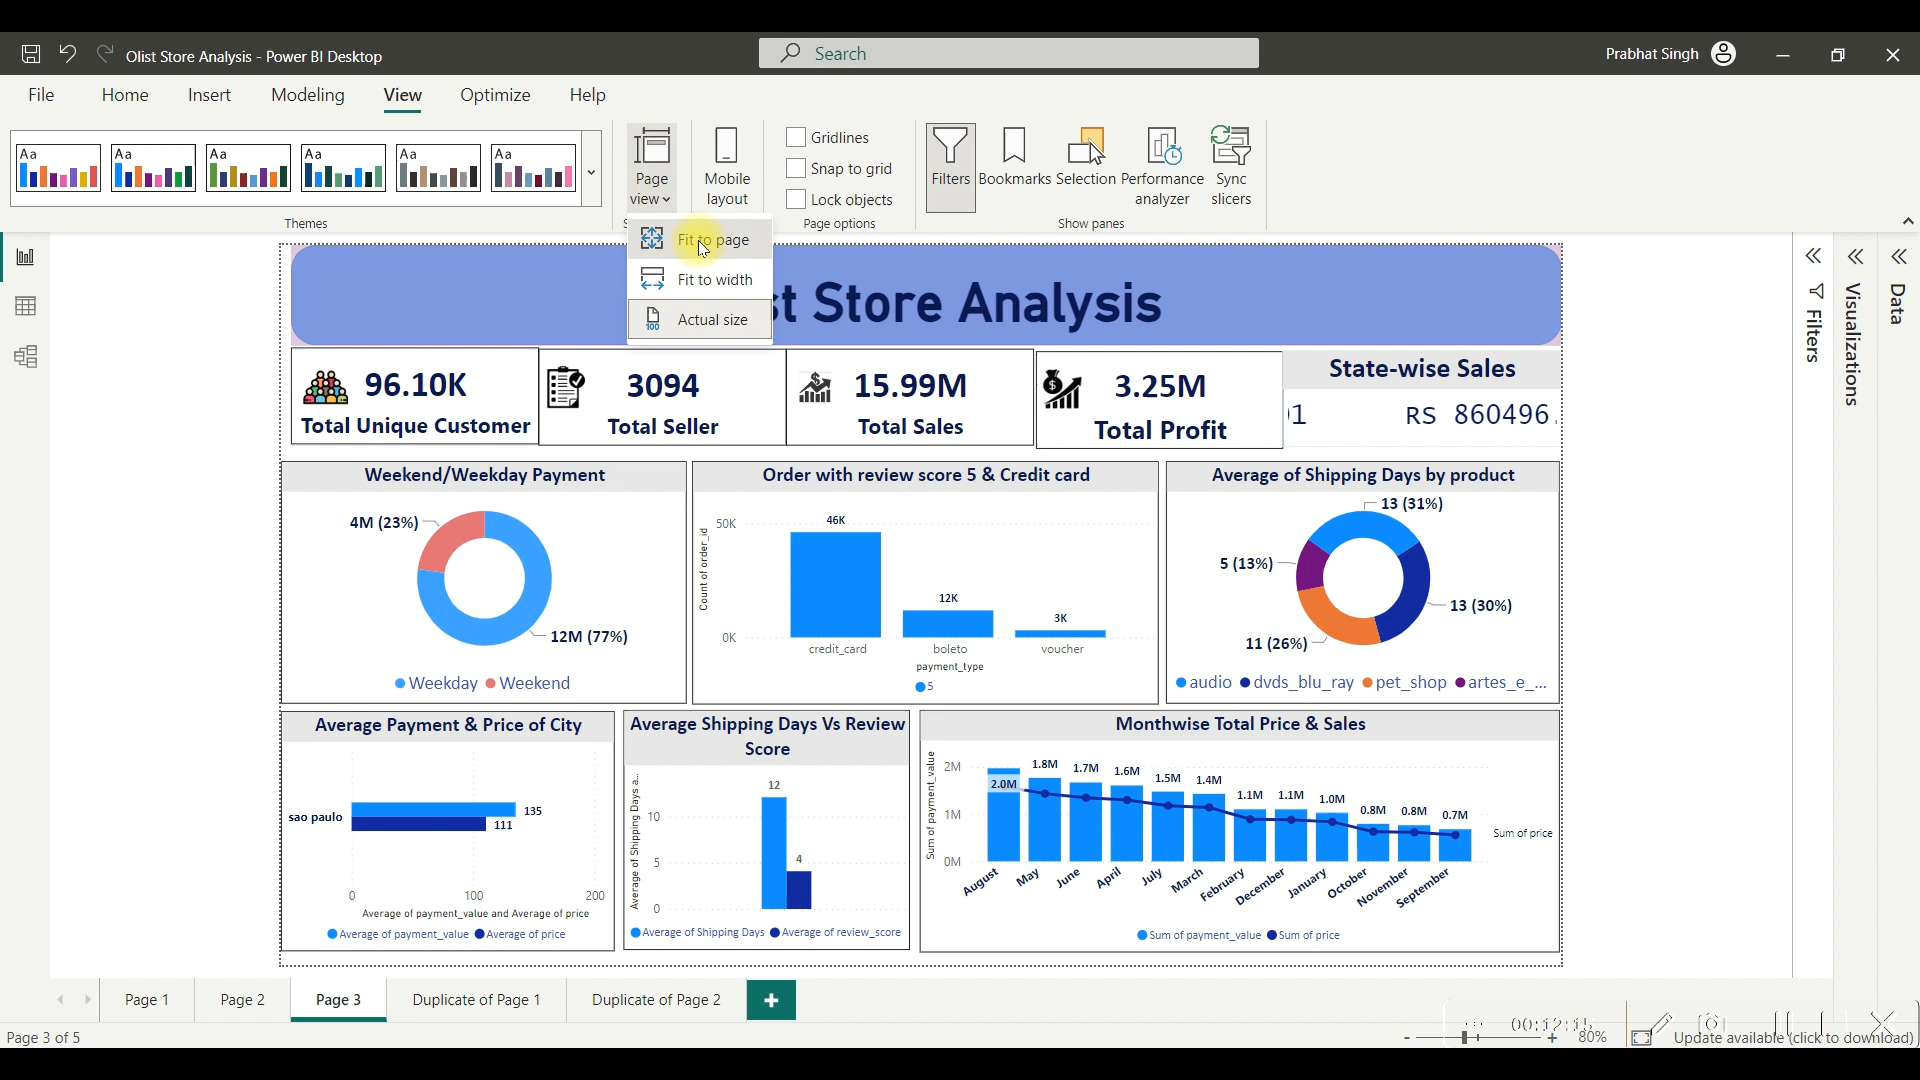 Olist Store Analysis - Power BI Desktop
Search
Prabhat Singh
File Home Insert Modeling View Optimize Help
Aa Aa Aa Aa Aa Aa
Themes
Page view
Mobile layout
Gridlines
Snap to grid
Lock objects
Page options
Filters
Bookmarks
Selection
Performance analyzer
Sync slicers
Show panes
Fit to page
Fit to width
100 Actual size
st Store Analysis
96.10K
Total Unique Customer
3094
Total Seller
15.99M
Total Sales
3.25M
Total Profit
State-wise Sales
RS 860496.
Filters
Visualizations
Data
Weekend/Weekday Payment
4M (23%)
12M (77%)
Weekday Weekend
Order with review score 5 & Credit card
Count of order_id
50K
0K
46K
12K
3K
credit_card boleto voucher
payment_type
5
Average of Shipping Days by product
13 (31%)
5 (13%)
13 (30%)
11 (26%)
audio dvds_blu_ray pet_shop artes_e_...
Average Payment & Price of City
sao paulo
135
111
0 100 200
Average of payment_value and Average of price
Average of payment_value Average of price
Average Shipping Days Vs Review
Score
Average of Shipping Days a...
12
10
4
5
0
Average of Shipping Days Average of review_score
Monthwise Total Price & Sales
Sum of payment_value
2M
1M
0M
2.0M 1.8M 1.7M 1.6M 1.5M 1.4M 1.1M 1.1M 1.0M 0.8M 0.8M 0.7M
Sum of price
August May June April July March February December January October November September
Sum of payment_value Sum of price
Page 1 Page 2 Page 3 Duplicate of Page 1 Duplicate of Page 2 +
Page 3 of 5
- + 80%
Update available (click to download)